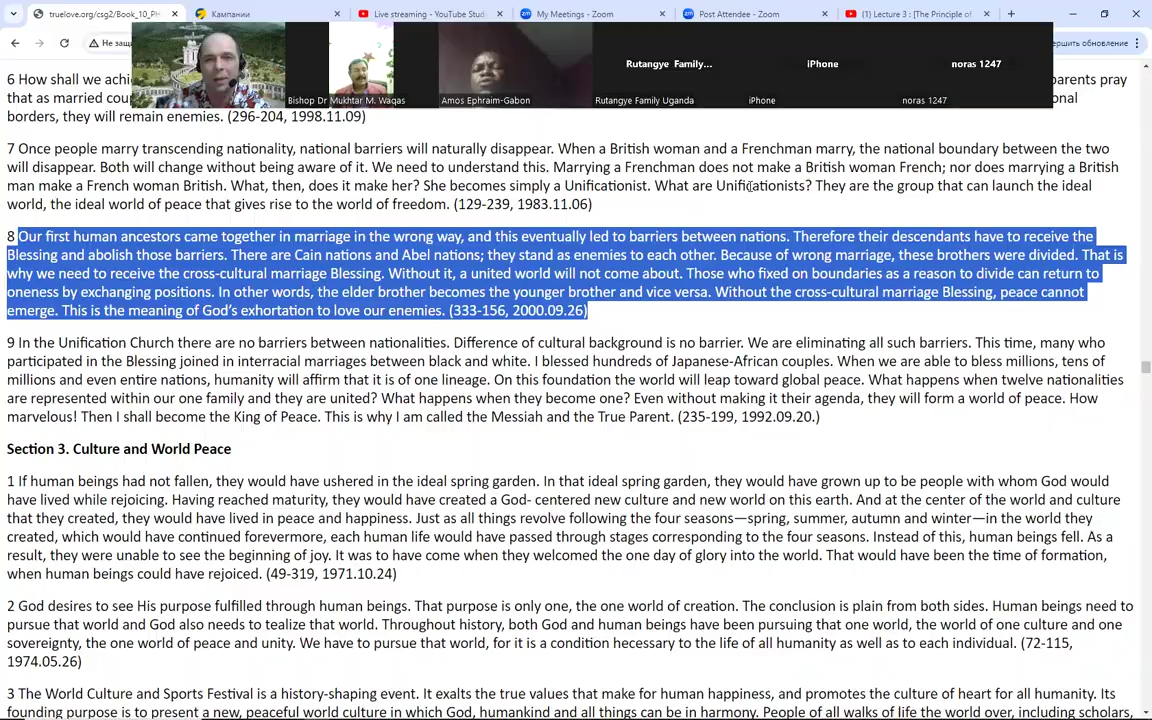 truelove.org/csg2/Book_10_PH
Кампании
Live streaming - YouTube Stud
My Meetings - Zoom
Post Attendee - Zoom
(1) Lecture 3 : [The Principle of
Не защи
ершить обновление
Rutangye Family...
iPhone
noras 1247
Bishop Dr Mukhtar M. Waqas
Amos Ephraim-Gabon
Rutangye Family Uganda
iPhone
noras 1247
6 How shall we achi
parents pray
that as married coup
onal
borders, they will remain enemies. (296-204, 1998.11.09)
7 Once people marry transcending nationality, national barriers will naturally disappear. When a British woman and a Frenchman marry, the national boundary between the two
will disappear. Both will change without being aware of it. We need to understand this. Marrying a Frenchman does not make a British woman French; nor does marrying a British
man make a French woman British. What, then, does it make her? She becomes simply a Unificationist. What are Unificationists? They are the group that can launch the ideal
world, the ideal world of peace that gives rise to the world of freedom. (129-239, 1983.11.06)
8 Our first human ancestors came together in marriage in the wrong way, and this eventually led to barriers between nations. Therefore their descendants have to receive the
Blessing and abolish those barriers. There are Cain nations and Abel nations; they stand as enemies to each other. Because of wrong marriage, these brothers were divided. That is
why we need to receive the cross-cultural marriage Blessing. Without it, a united world will not come about. Those who fixed on boundaries as a reason to divide can return to
oneness by exchanging positions. In other words, the elder brother becomes the younger brother and vice versa. Without the cross-cultural marriage Blessing, peace cannot
emerge. This is the meaning of God’s exhortation to love our enemies. (333-156, 2000.09.26)
9 In the Unification Church there are no barriers between nationalities. Difference of cultural background is no barrier. We are eliminating all such barriers. This time, many who
participated in the Blessing joined in interracial marriages between black and white. I blessed hundreds of Japanese-African couples. When we are able to bless millions, tens of
millions and even entire nations, humanity will affirm that it is of one lineage. On this foundation the world will leap toward global peace. What happens when twelve nationalities
are represented within our one family and they are united? What happens when they become one? Even without making it their agenda, they will form a world of peace. How
marvelous! Then I shall become the King of Peace. This is why I am called the Messiah and the True Parent. (235-199, 1992.09.20.)
Section 3. Culture and World Peace
1 If human beings had not fallen, they would have ushered in the ideal spring garden. In that ideal spring garden, they would have grown up to be people with whom God would
have lived while rejoicing. Having reached maturity, they would have created a God- centered new culture and new world on this earth. And at the center of the world and culture
that they created, they would have lived in peace and happiness. Just as all things revolve following the four seasons—spring, summer, autumn and winter—in the world they
created, which would have continued forevermore, each human life would have passed through stages corresponding to the four seasons. Instead of this, human beings fell. As a
result, they were unable to see the beginning of joy. It was to have come when they welcomed the one day of glory into the world. That would have been the time of formation,
when human beings could have rejoiced. (49-319, 1971.10.24)
2 God desires to see His purpose fulfilled through human beings. That purpose is only one, the one world of creation. The conclusion is plain from both sides. Human beings need to
pursue that world and God also needs to tealize that world. Throughout history, both God and human beings have been pursuing that one world, the world of one culture and one
sovereignty, the one world of peace and unity. We have to pursue that world, for it is a condition necessary to the life of all humanity as well as to each individual. (72-115,
1974.05.26)
3 The World Culture and Sports Festival is a history-shaping event. It exalts the true values that make for human happiness, and promotes the culture of heart for all humanity. Its
founding purpose is to present a new, peaceful world culture in which God, humankind and all things can be in harmony. People of all walks of life the world over, including scholars,